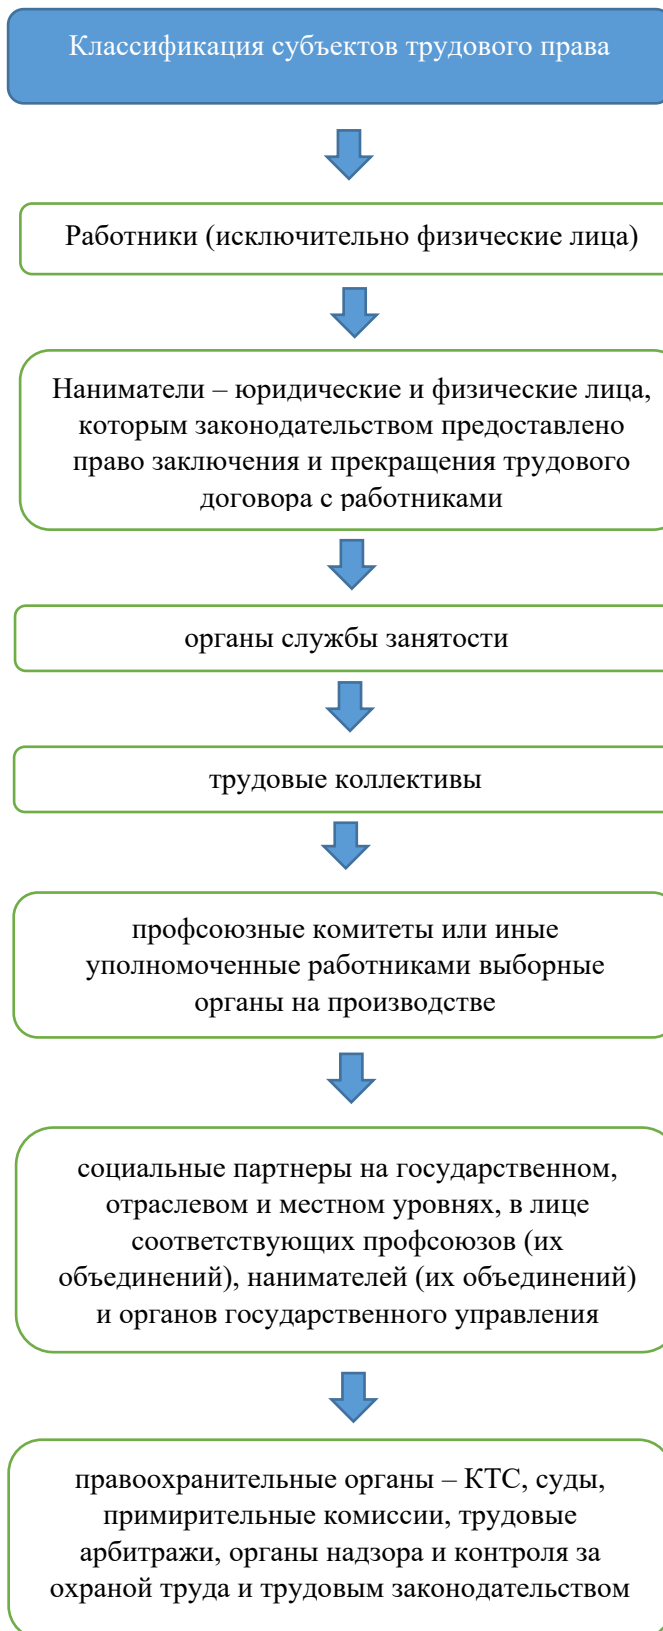 Классификация субъектов трудового права
Работники (исключительно физические лица)
Наниматели – юридические и физические лица,
которым законодательством предоставлено
право заключения и прекращения трудового
договора с работниками
органы службы занятости
трудовые коллективы
профсоюзные комитеты или иные
уполномоченные работниками выборные
органы на производстве
социальные партнеры на государственном,
отраслевом и местном уровнях, в лице
соответствующих профсоюзов (их
объединений), нанимателей (их объединений)
и органов государственного управления
правоохранительные органы – КТС, суды,
примирительные комиссии, трудовые
арбитражи, органы надзора и контроля за
охраной труда и трудовым законодательством